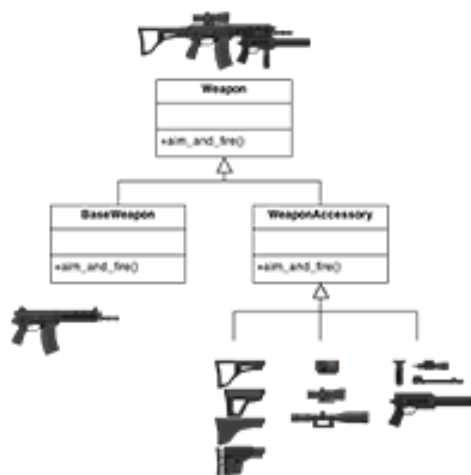 Weapon
+aim_and_fire()
BaseWeapon
WeaponAccessory
+aim_and_fire()
+aim_and_fire()